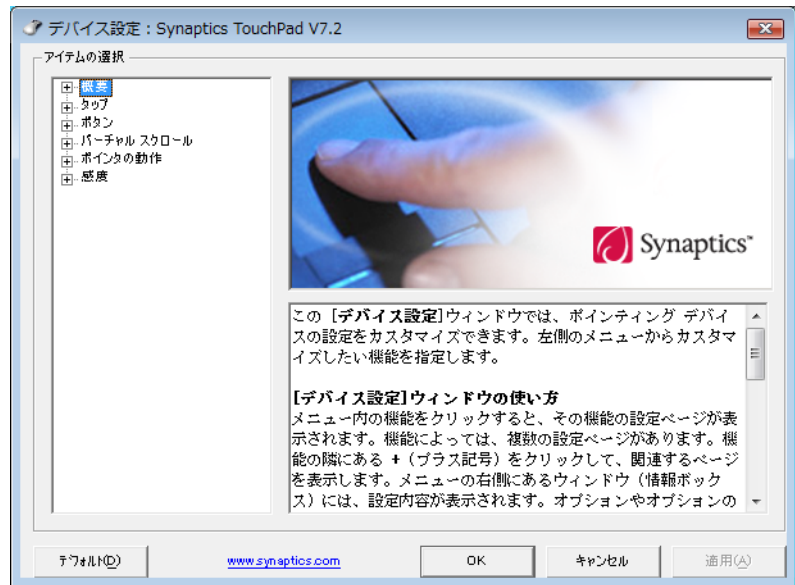 デバイス設定 : Synaptics TouchPad V7.2
アイテムの選択
概要
タップ
ボタン
バーチャル スクロール
ポインタの動作
感度
Synaptics™
この [デバイス設定]ウィンドウでは、ポインティング デバイ
スの設定をカスタマイズできます。左側のメニューからカスタマ
イズしたい機能を指定します。
[デバイス設定]ウィンドウの使い方
メニュー内の機能をクリックすると、その機能の設定ページが表
示されます。機能によっては、複数の設定ページがあります。機
能の隣にある + (プラス記号) をクリックして、関連するページ
を表示します。メニューの右側にあるウィンドウ (情報ボック
ス) には、設定内容が表示されます。オプションやオプションの
デフォルト(D)
www.synaptics.com
OK
キャンセル
適用(A)